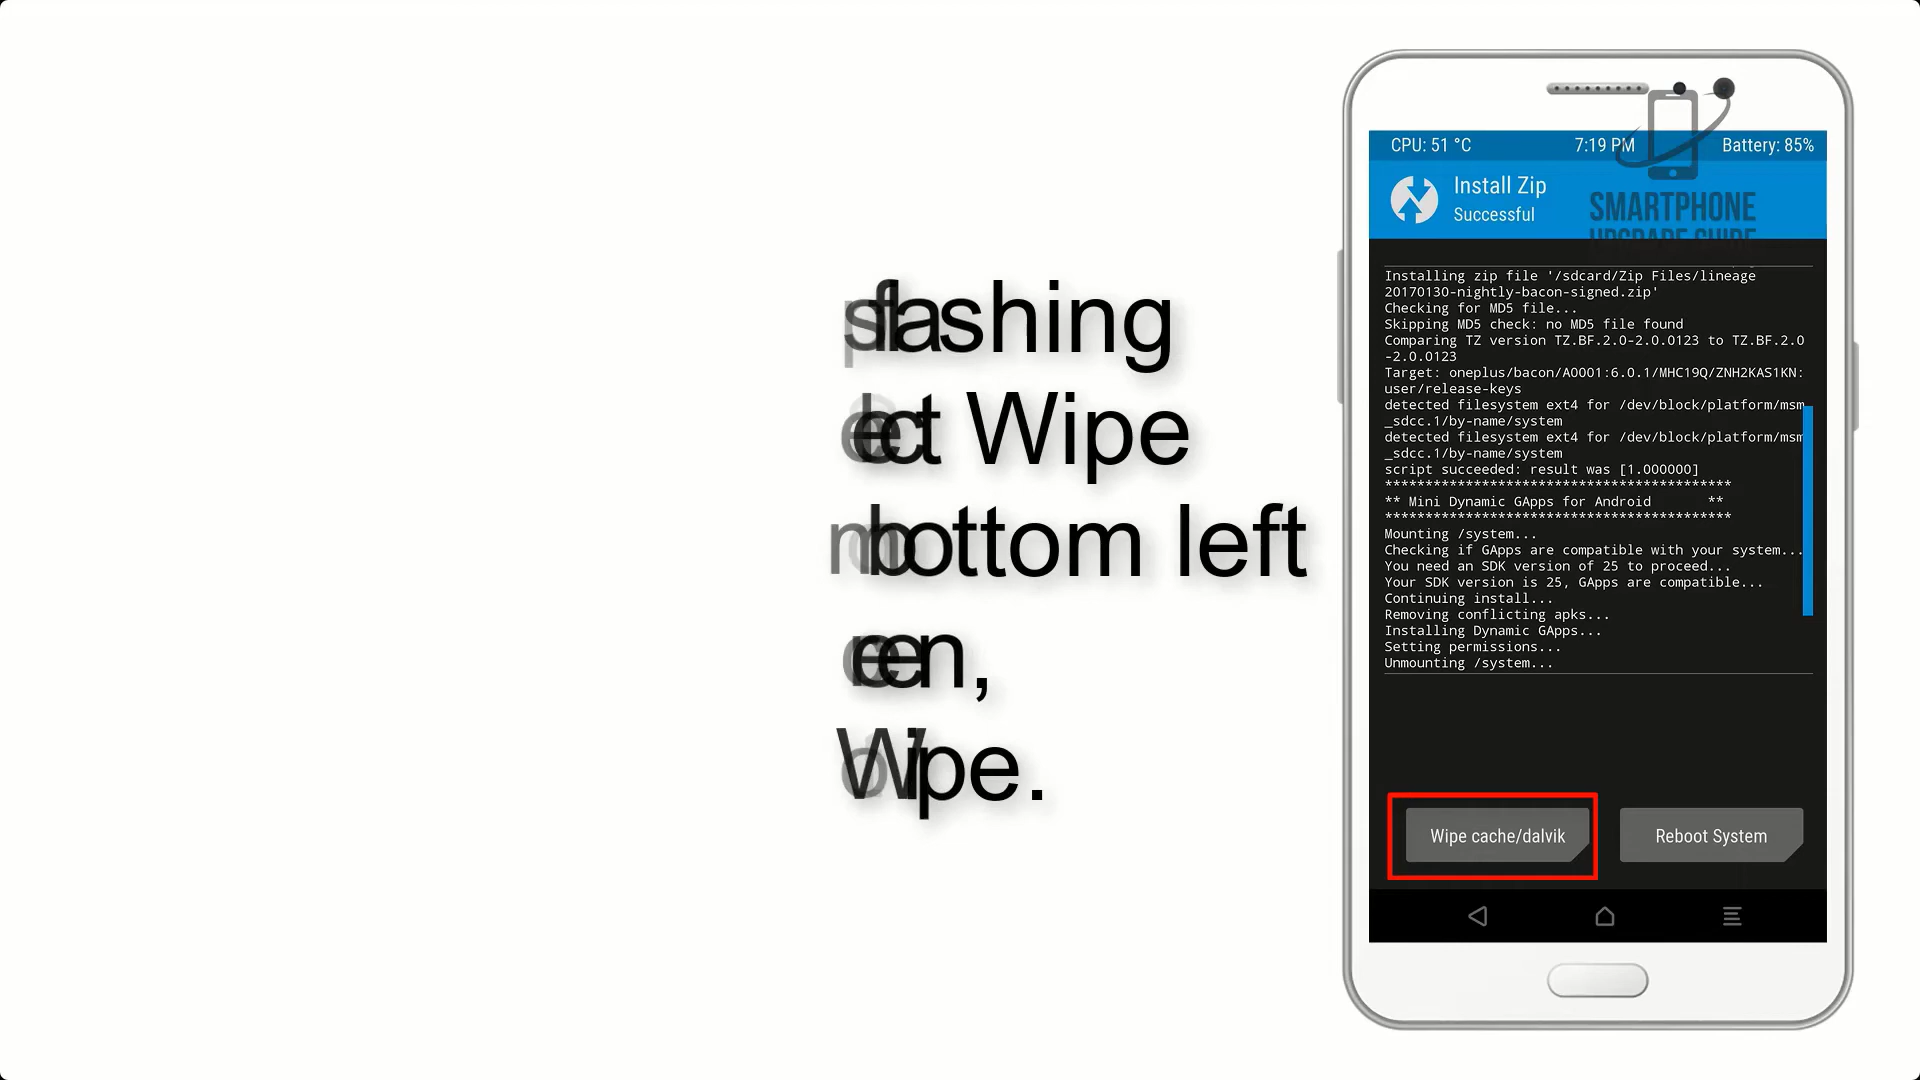 flashing
Wipe
bottom left
Wipe.
CPU: 51 °C 7:19 PM Battery: 85%
Install Zip
Successful
SMARTPHONE
UPGRADE GUIDE
Installing zip file '/sdcard/Zip Files/lineage
20170130-nightly-bacon-signed.zip'
Checking for MD5 file...
Skipping MD5 check: no MD5 file found
Comparing TZ version TZ.BF.2.0-2.0.0123 to TZ.BF.2.0
-2.0.0123
Target: oneplus/bacon/A0001:6.0.1/MHC19Q/ZNH2KAS1KN:
user/release-keys
detected filesystem ext4 for /dev/block/platform/msm
_sdcc.1/by-name/system
detected filesystem ext4 for /dev/block/platform/msm
_sdcc.1/by-name/system
script succeeded: result was [1.000000]
*******************************************
** Mini Dynamic GApps for Android **
*******************************************
Mounting /system...
Checking if GApps are compatible with your system...
You need an SDK version of 25 to proceed...
Your SDK version is 25, GApps are compatible...
Continuing install...
Removing conflicting apks...
Installing Dynamic GApps...
Setting permissions...
Unmounting /system...
Wipe cache/dalvik
Reboot System